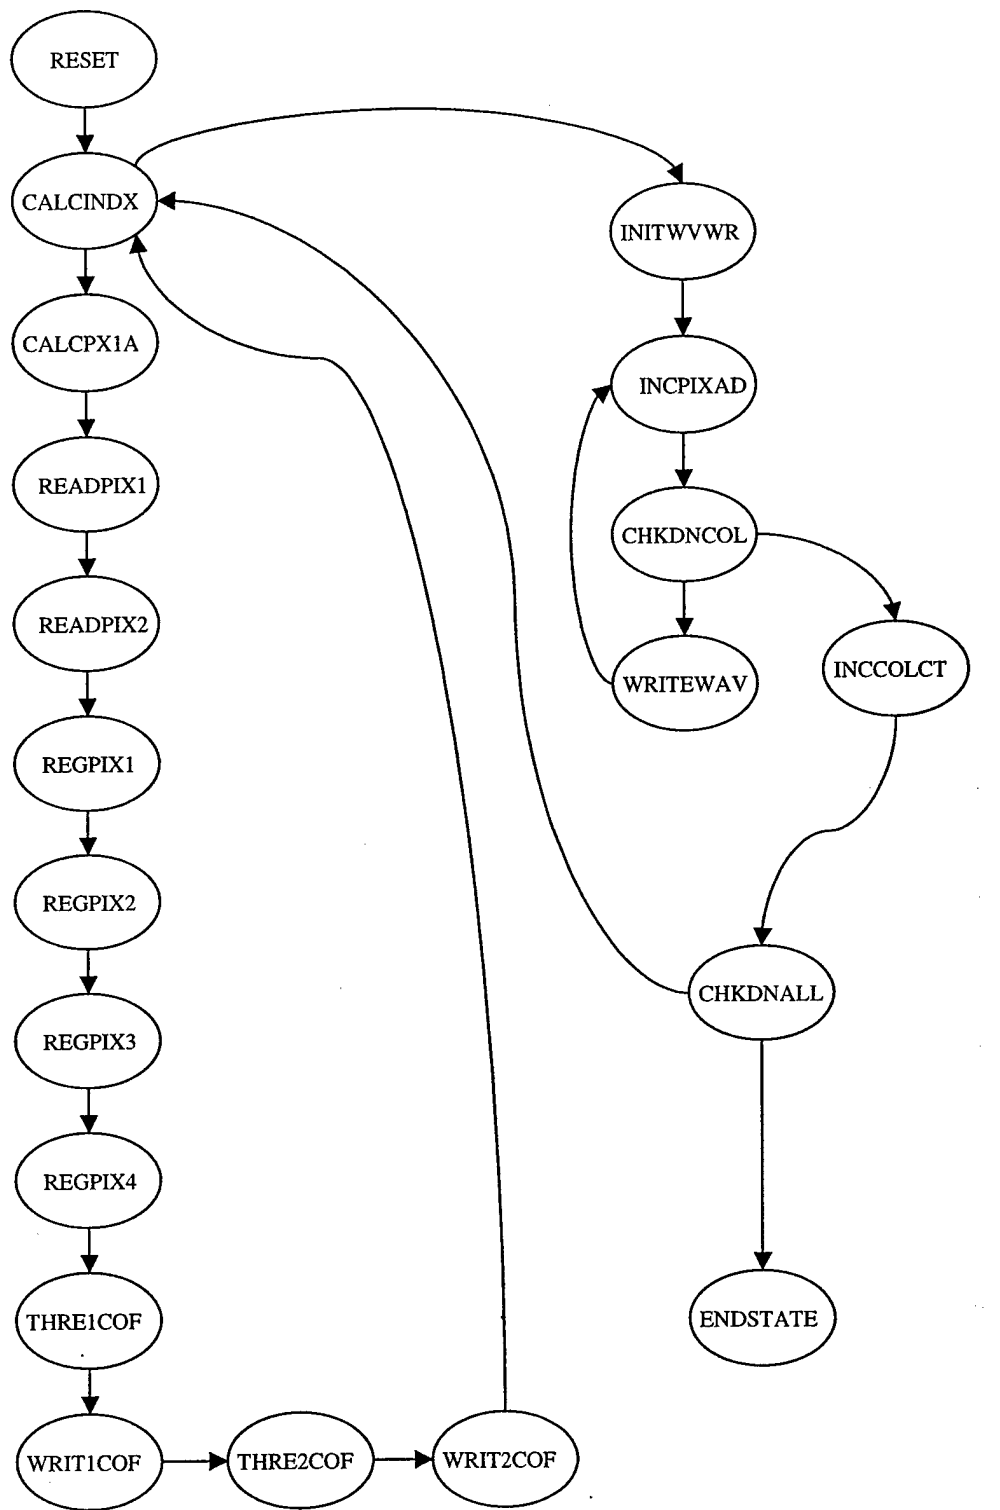 RESET
CALCINDX
INITWVWR
CALCPX1A
INCPIXAD
READPIX1
CHKDNCOL
READPIX2
WRITEWAV
INCCOLCT
REGPIX1
REGPIX2
CHKDNALL
REGPIX3
REGPIX4
THRE1COF
ENDSTATE
WRIT1COF
THRE2COF
WRIT2COF